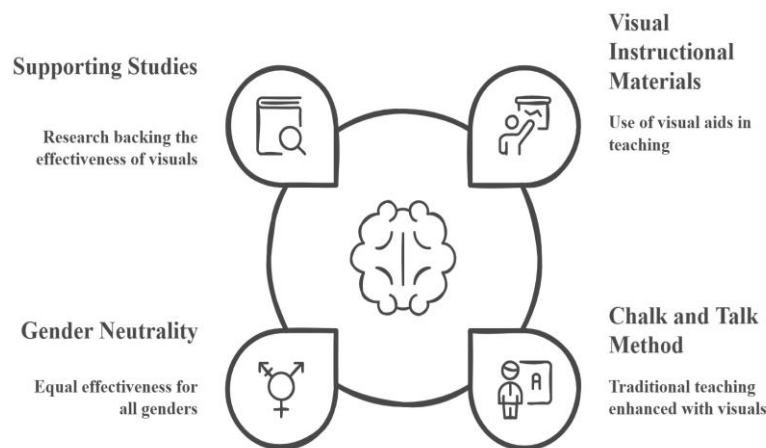 Supporting Studies
Research backing the
effectiveness of visuals
Visual
Instructional
Materials
Use of visual aids in
teaching
Gender Neutrality
Equal effectiveness for
all genders
Chalk and Talk
Method
Traditional teaching
enhanced with visuals
A